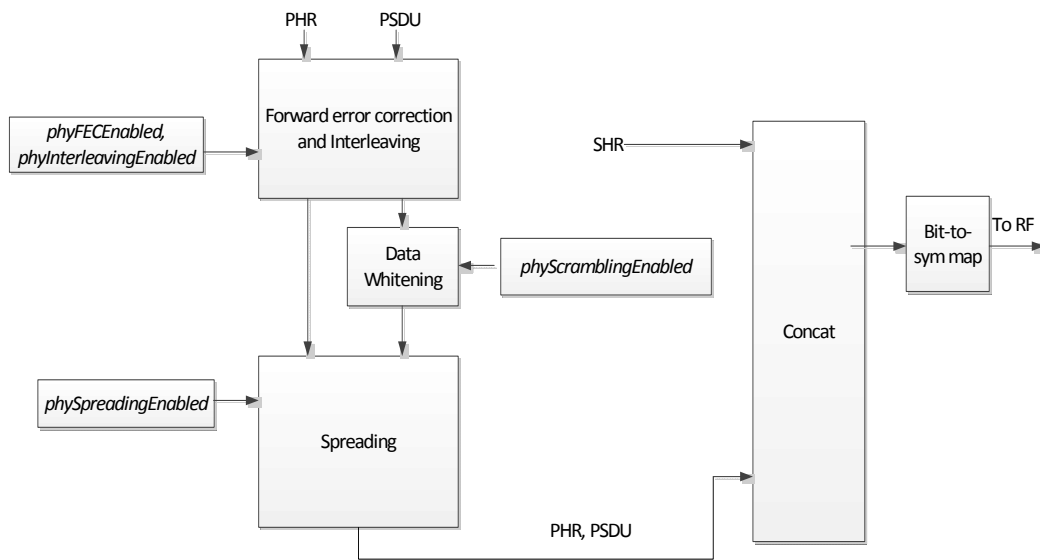 PHR
PSDU
Forward error correction
and Interleaving
phyFECEnabled,
phyInterleavingEnabled
SHR
Bit-to-
sym map
To RF
Data
Whitening
phyScramblingEnabled
Concat
phySpreadingEnabled
Spreading
PHR, PSDU